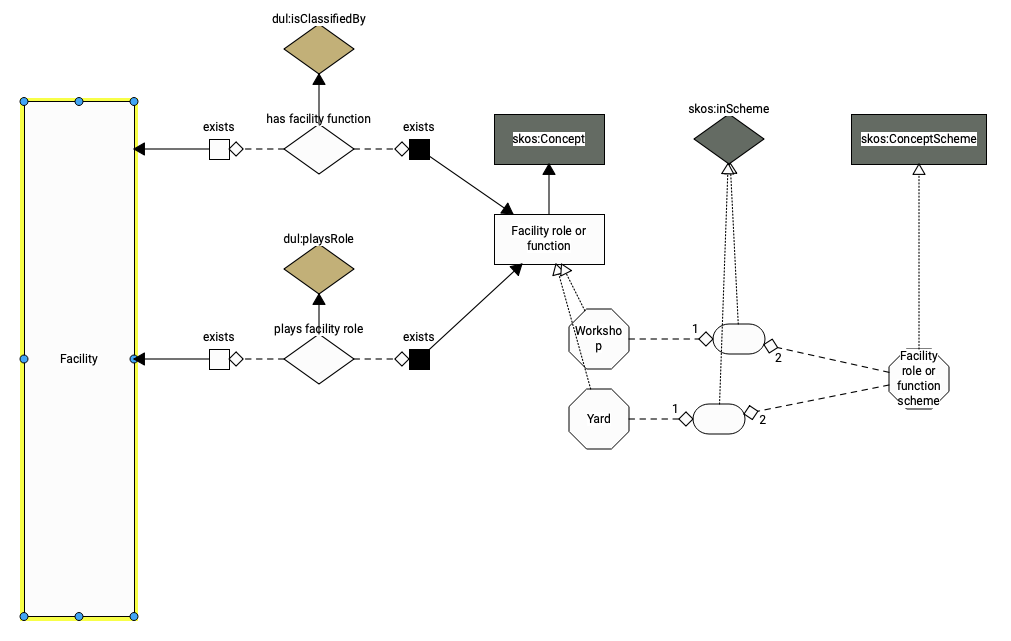 dul:isClassifiedBy
has facility function
exists
exists
skos:Concept
skos:inScheme
skos:ConceptScheme
Facility role or
function
dul:playsRole
plays facility role
exists
exists
Facility
Worksho
p
1
2
Facility
role or
function
scheme
Yard
1
2